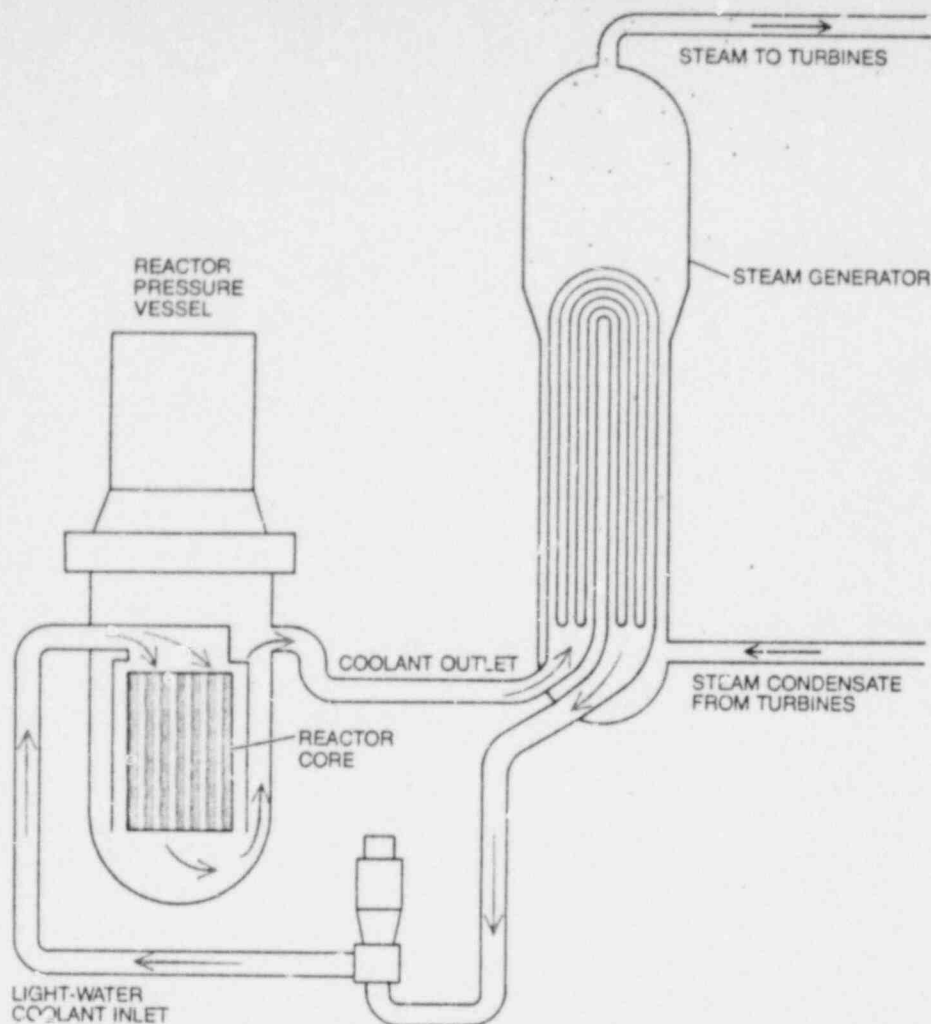 STEAM TO TURBINES
REACTOR
PRESSURE
VESSEL
STEAM GENERATOR
COOLANT OUTLET
STEAM CONDENSATE
FROM TURBINES
REACTOR
CORE
LIGHT-WATER
COOLANT INLET